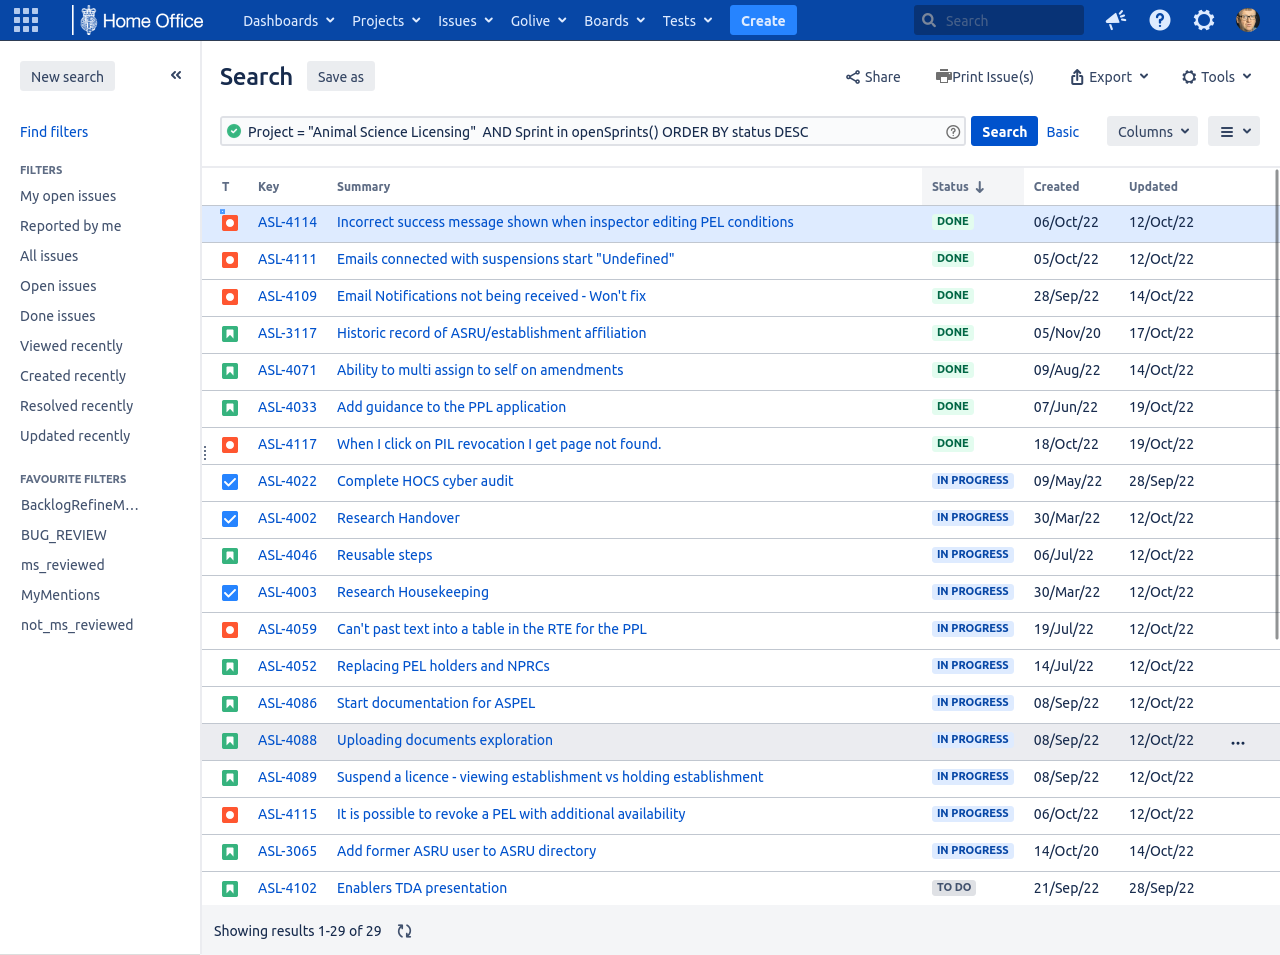 Home Office Dashboards Projects Issues Golive Boards Tests Create Search
New search
Find filters
FILTERS
My open issues
Reported by me
All issues
Open issues
Done issues
Viewed recently
Created recently
Resolved recently
Updated recently
FAVOURITE FILTERS
BacklogRefineM...
BUG_REVIEW
ms_reviewed
MyMentions
not_ms_reviewed
Search Save as Share Print Issue(s) Export Tools
Project = "Animal Science Licensing"  AND Sprint in openSprints() ORDER BY status DESC Search Basic Columns
T Key Summary Status Created Updated
ASL-4114 Incorrect success message shown when inspector editing PEL conditions DONE 06/Oct/22 12/Oct/22
ASL-4111 Emails connected with suspensions start "Undefined" DONE 05/Oct/22 12/Oct/22
ASL-4109 Email Notifications not being received - Won't fix DONE 28/Sep/22 14/Oct/22
ASL-3117 Historic record of ASRU/establishment affiliation DONE 05/Nov/20 17/Oct/22
ASL-4071 Ability to multi assign to self on amendments DONE 09/Aug/22 14/Oct/22
ASL-4033 Add guidance to the PPL application DONE 07/Jun/22 19/Oct/22
ASL-4117 When I click on PIL revocation I get page not found. DONE 18/Oct/22 19/Oct/22
ASL-4022 Complete HOCS cyber audit IN PROGRESS 09/May/22 28/Sep/22
ASL-4002 Research Handover IN PROGRESS 30/Mar/22 12/Oct/22
ASL-4046 Reusable steps IN PROGRESS 06/Jul/22 12/Oct/22
ASL-4003 Research Housekeeping IN PROGRESS 30/Mar/22 12/Oct/22
ASL-4059 Can't past text into a table in the RTE for the PPL IN PROGRESS 19/Jul/22 12/Oct/22
ASL-4052 Replacing PEL holders and NPRCs IN PROGRESS 14/Jul/22 12/Oct/22
ASL-4086 Start documentation for ASPEL IN PROGRESS 08/Sep/22 12/Oct/22
ASL-4088 Uploading documents exploration IN PROGRESS 08/Sep/22 12/Oct/22
ASL-4089 Suspend a licence - viewing establishment vs holding establishment IN PROGRESS 08/Sep/22 12/Oct/22
ASL-4115 It is possible to revoke a PEL with additional availability IN PROGRESS 06/Oct/22 12/Oct/22
ASL-3065 Add former ASRU user to ASRU directory IN PROGRESS 14/Oct/20 14/Oct/22
ASL-4102 Enablers TDA presentation TO DO 21/Sep/22 28/Sep/22
Showing results 1-29 of 29